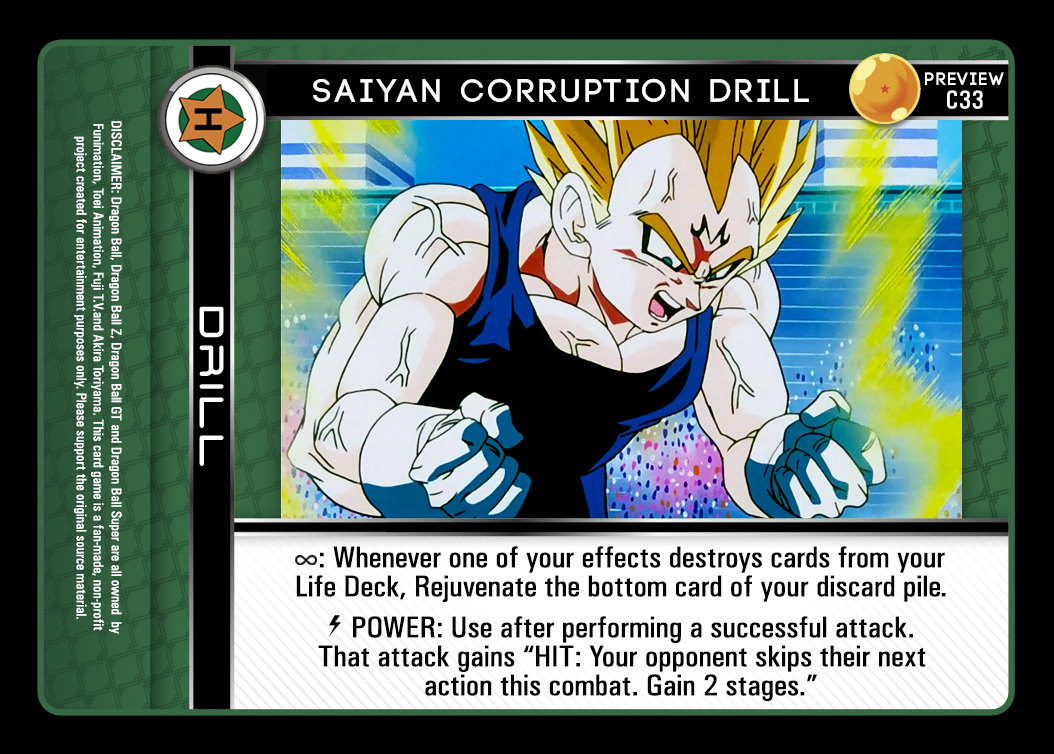 SAIYAN CORRUPTION DRILL
PREVIEW
C33
H
DRILL
DISCLAIMER: Dragon Ball, Dragon Ball Z, Dragon Ball GT and Dragon Ball Super are all owned by
Funimation, Toei Animation, Fuji T.V.and Akira Toriyama. This card game is a fan-made, non-profit
project created for entertainment purposes only. Please support the original source material.
∞: Whenever one of your effects destroys cards from your
Life Deck, Rejuvenate the bottom card of your discard pile.
POWER: Use after performing a successful attack.
That attack gains “HIT: Your opponent skips their next
action this combat. Gain 2 stages.”